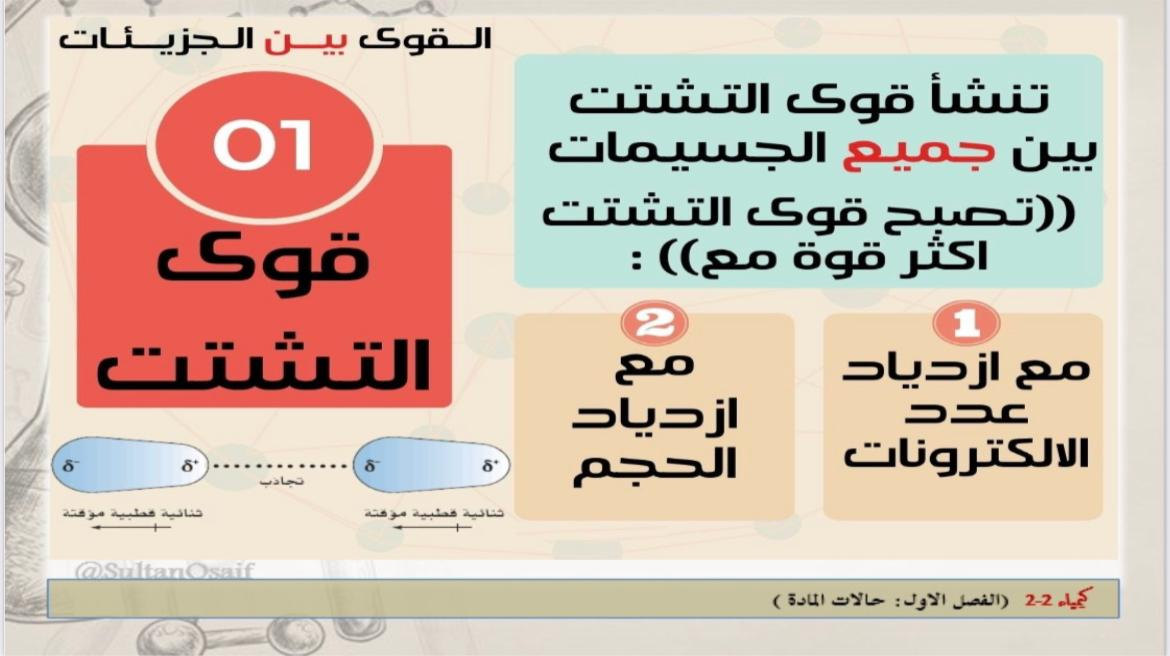 الـقوى بيـن الـجزيـئـات
01
قوى
التشتت
تنشأ قوى التشتت
بين جميع الجسيمات
((تصبح قوى التشتت
اكثر قوة مع)) :
1
مع ازدياد
عدد
الالكترونات
2
مع
ازدياد
الحجم
δ⁻ δ⁺ δ⁻ δ⁺
تجاذب
ثنائية قطبية مؤقتة
ثنائية قطبية مؤقتة
@SultanOsaif
كيمياء 2-2 (الفصل الاول: حالات المادة )